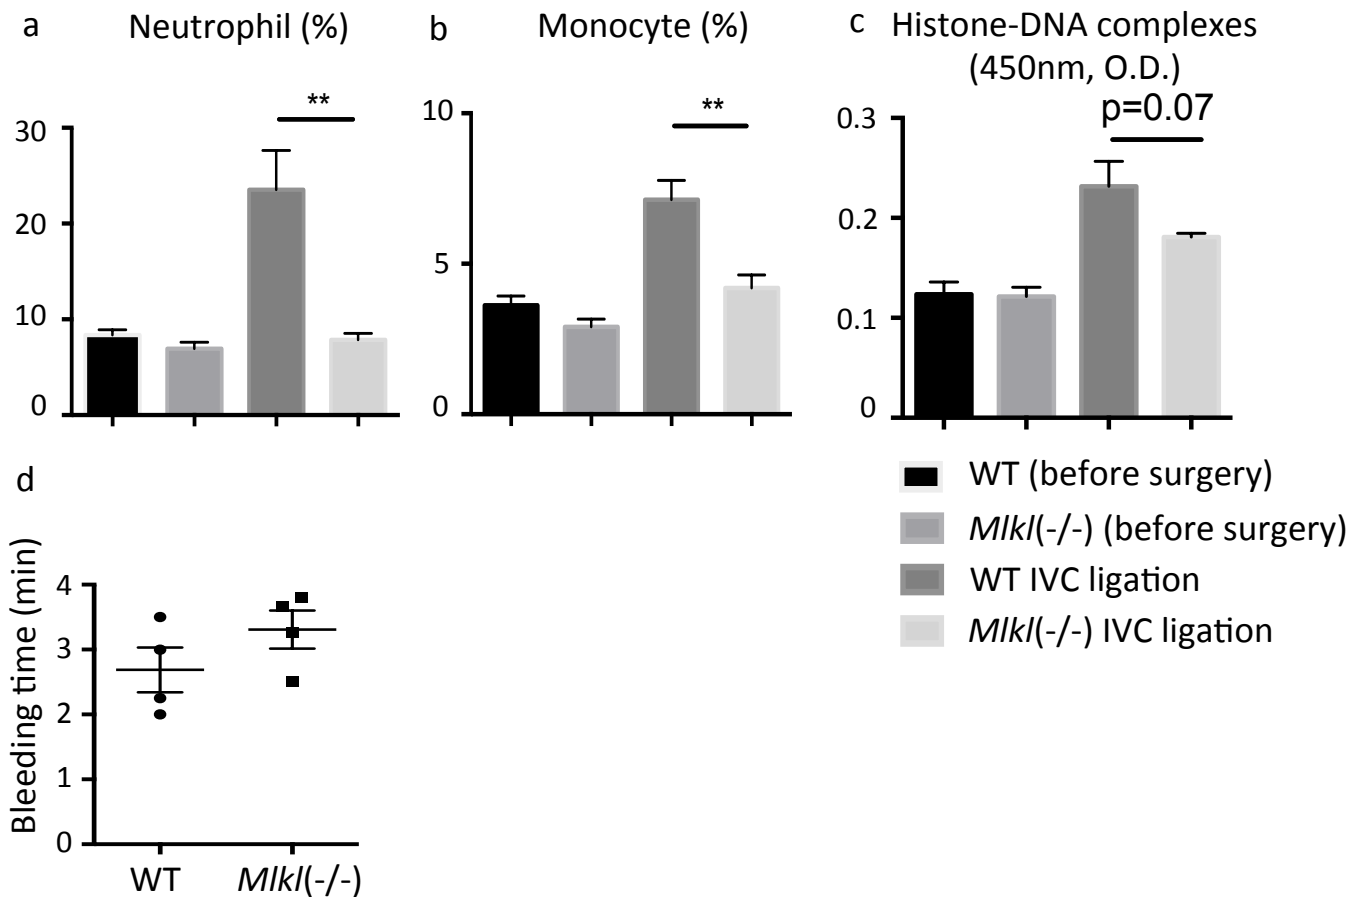 a
Neutrophil (%)
**
30
20
10
0
b
Monocyte (%)
**
10
5
0
c
Histone-DNA complexes
(450nm, O.D.)
p=0.07
0.3
0.2
0.1
0
WT (before surgery)
Mlkl(-/-) (before surgery)
WT IVC ligation
Mlkl(-/-) IVC ligation
d
Bleeding time (min)
4
3
2
1
0
WT
Mlkl(-/-)